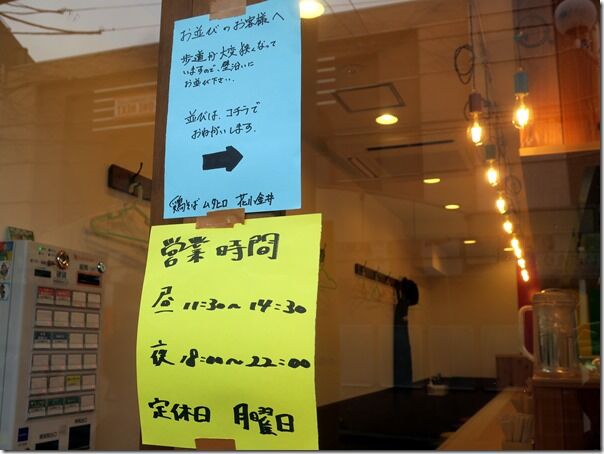 お並びのお客様へ
歩道が大変狭くなって
いますので、壁沿いに
お並び下さい。
並びは、コチラで
おねがいします。
鶏そば ムタヒロ 花小金井
営業時間
昼 11:30〜14:30
夜 18:00〜22:00
定休日 月曜日